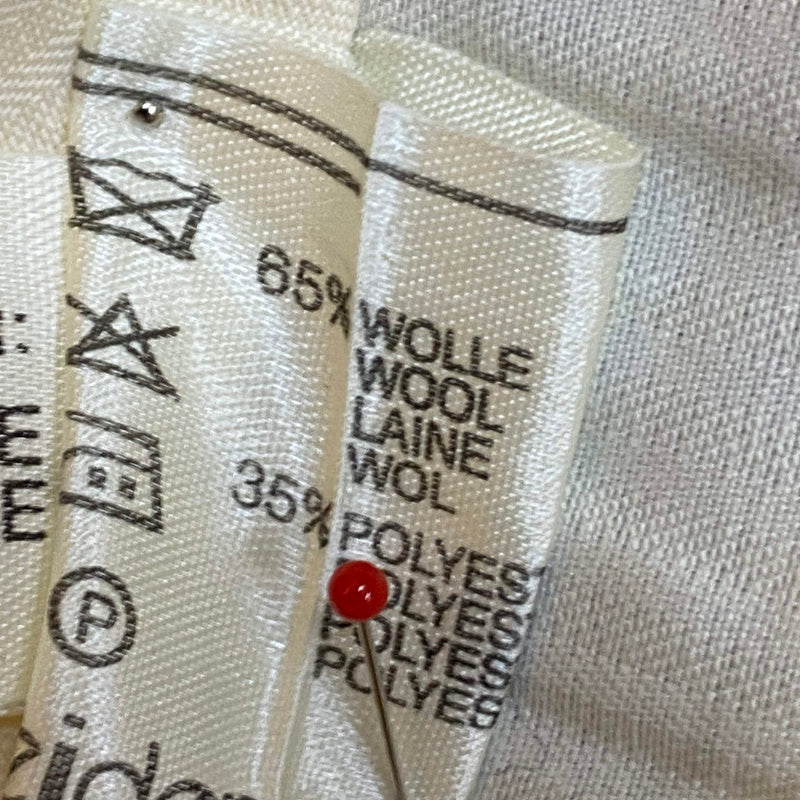 65% WOLLE
WOOL
LAINE
WOL
35% POLYES
POLYES
POLYES
POLYES
P